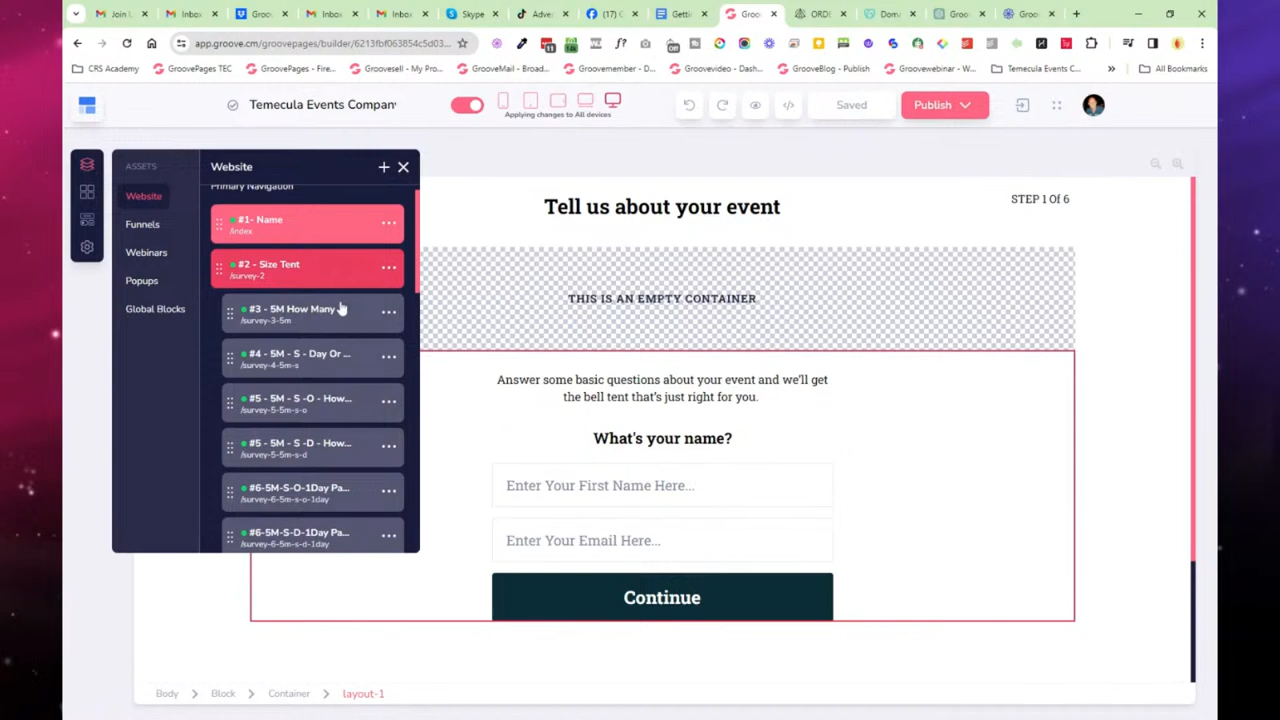 Join I
Inbox
Groov
Inbox
Inbox
Skype
Adver
(17) C
Getti
Groo
ORDE
Dom
Groo
Groo
app.groove.cm/groovepages/builder/6213fbf063854c5d03...
CRS Academy
GroovePages TEC
GroovePages - Fire...
Groovesell - My Pro...
GrooveMail - Broad...
Groovemember - D...
Groovevideo - Dash...
GrooveBlog - Publish
Groovewebinar - W...
Temecula Events C...
All Bookmarks
Temecula Events Compan
Applying changes to All devices
Saved
Publish
ASSETS
Website
Funnels
Webinars
Popups
Global Blocks
Website
Primary Navigation
#1- Name
/index
#2 - Size Tent
/survey-2
#3 - 5M How Many
/survey-3-5m
#4 - 5M - S - Day Or ...
/survey-4-5m-s
#5 - 5M - S -O - How...
/survey-5-5m-s-o
#5 - 5M - S -D - How...
/survey-5-5m-s-d
#6-5M-S-O-1Day Pa...
/survey-6-5m-s-o-1day
#6-5M-S-D-1Day Pa...
/survey-6-5m-s-d-1day
Tell us about your event
STEP 1 Of 6
THIS IS AN EMPTY CONTAINER
Answer some basic questions about your event and we'll get
the bell tent that's just right for you.
What's your name?
Enter Your First Name Here...
Enter Your Email Here...
Continue
Body
Block
Container
layout-1